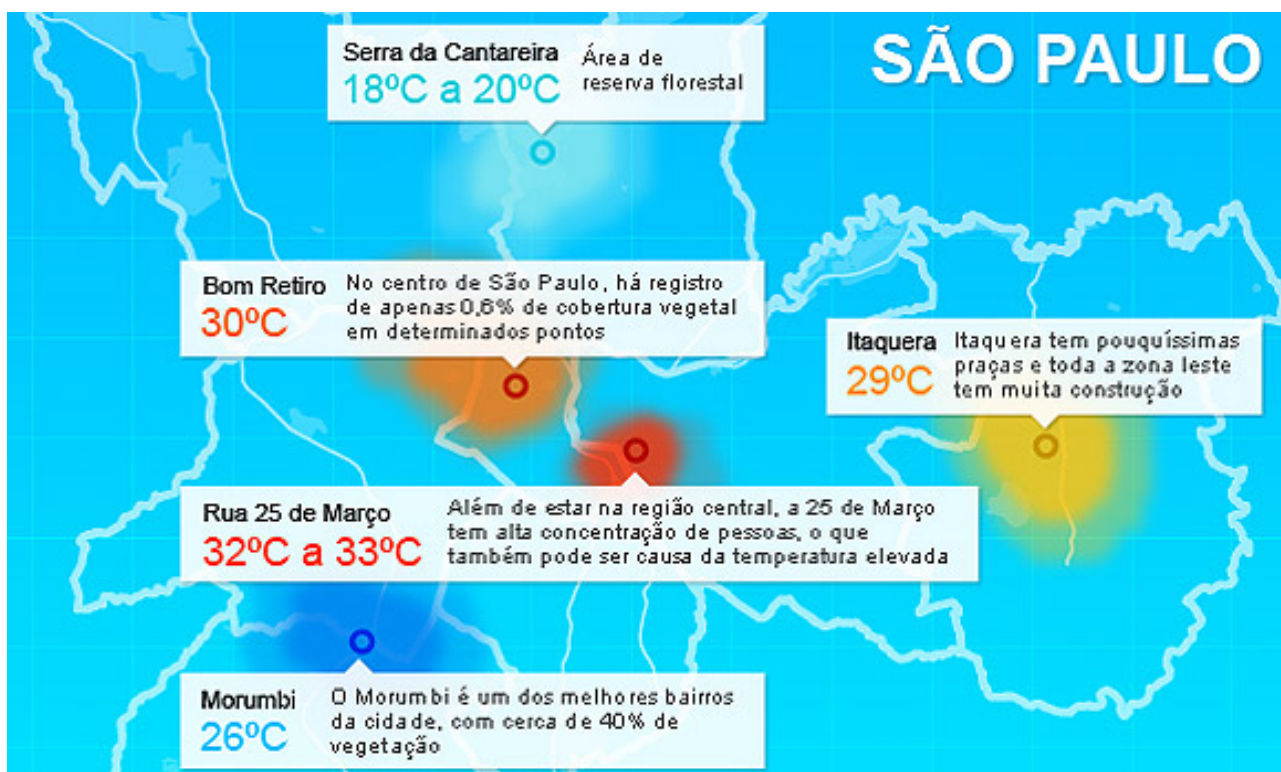 SÃO PAULO
Serra da Cantareira
18ºC a 20ºC
Área de
reserva florestal
Bom Retiro
30ºC
No centro de São Paulo, há registro
de apenas 0,6% de cobertura vegetal
em determinados pontos
Itaquera
29ºC
Itaquera tem pouquíssimas
praças e toda a zona leste
tem muita construção
Rua 25 de Março
32ºC a 33ºC
Além de estar na região central, a 25 de Março
tem alta concentração de pessoas, o que
também pode ser causa da temperatura elevada
Morumbi
26ºC
O Morumbi é um dos melhores bairros
da cidade, com cerca de 40% de
vegetação